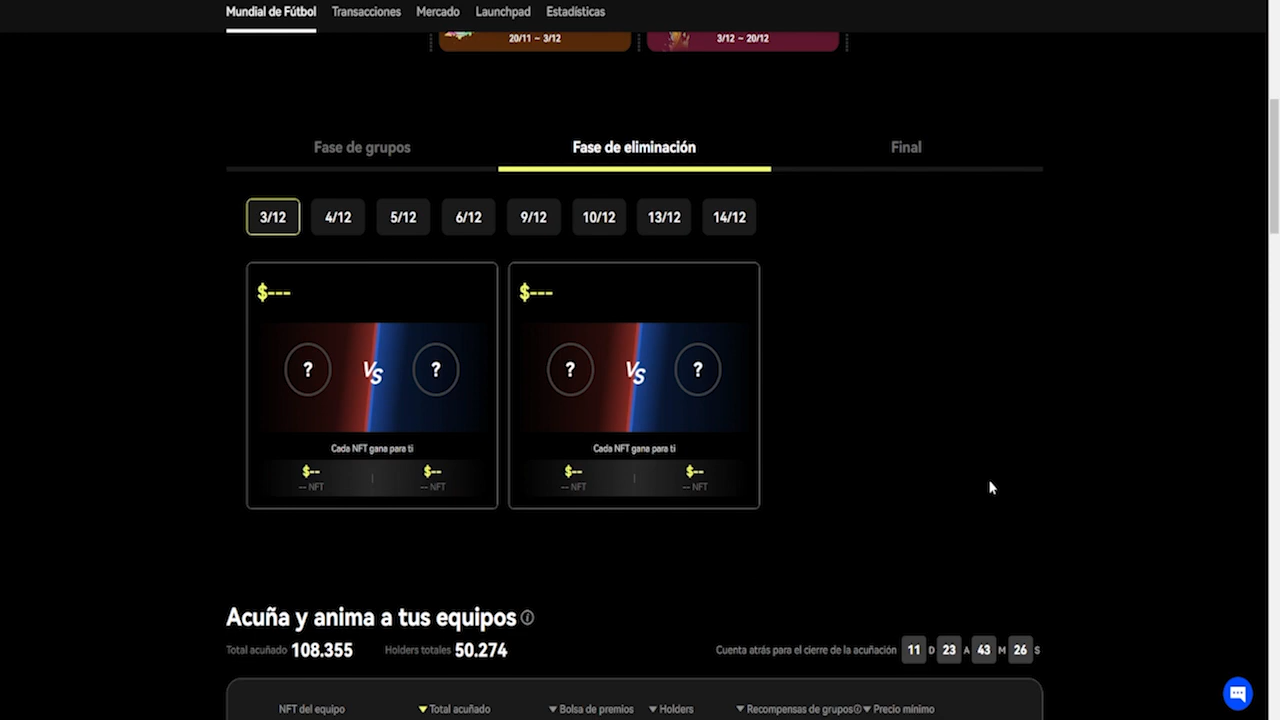 Mundial de Fútbol Transacciones Mercado Launchpad Estadísticas
20/11 ~ 3/12 3/12 ~ 20/12
Fase de grupos Fase de eliminación Final
3/12 4/12 5/12 6/12 9/12 10/12 13/12 14/12
$--- $---
? VS ? ? VS ?
Cada NFT gana para ti Cada NFT gana para ti
$-- $-- $-- $--
-- NFT -- NFT -- NFT -- NFT
Acuña y anima a tus equipos
Total acuñado 108.355 Holders totales 50.274 Cuenta atrás para el cierre de la acuñación 11 D 23 A 43 M 26 S
NFT del equipo Total acuñado Bolsa de premios Holders Recompensas de grupos Precio mínimo